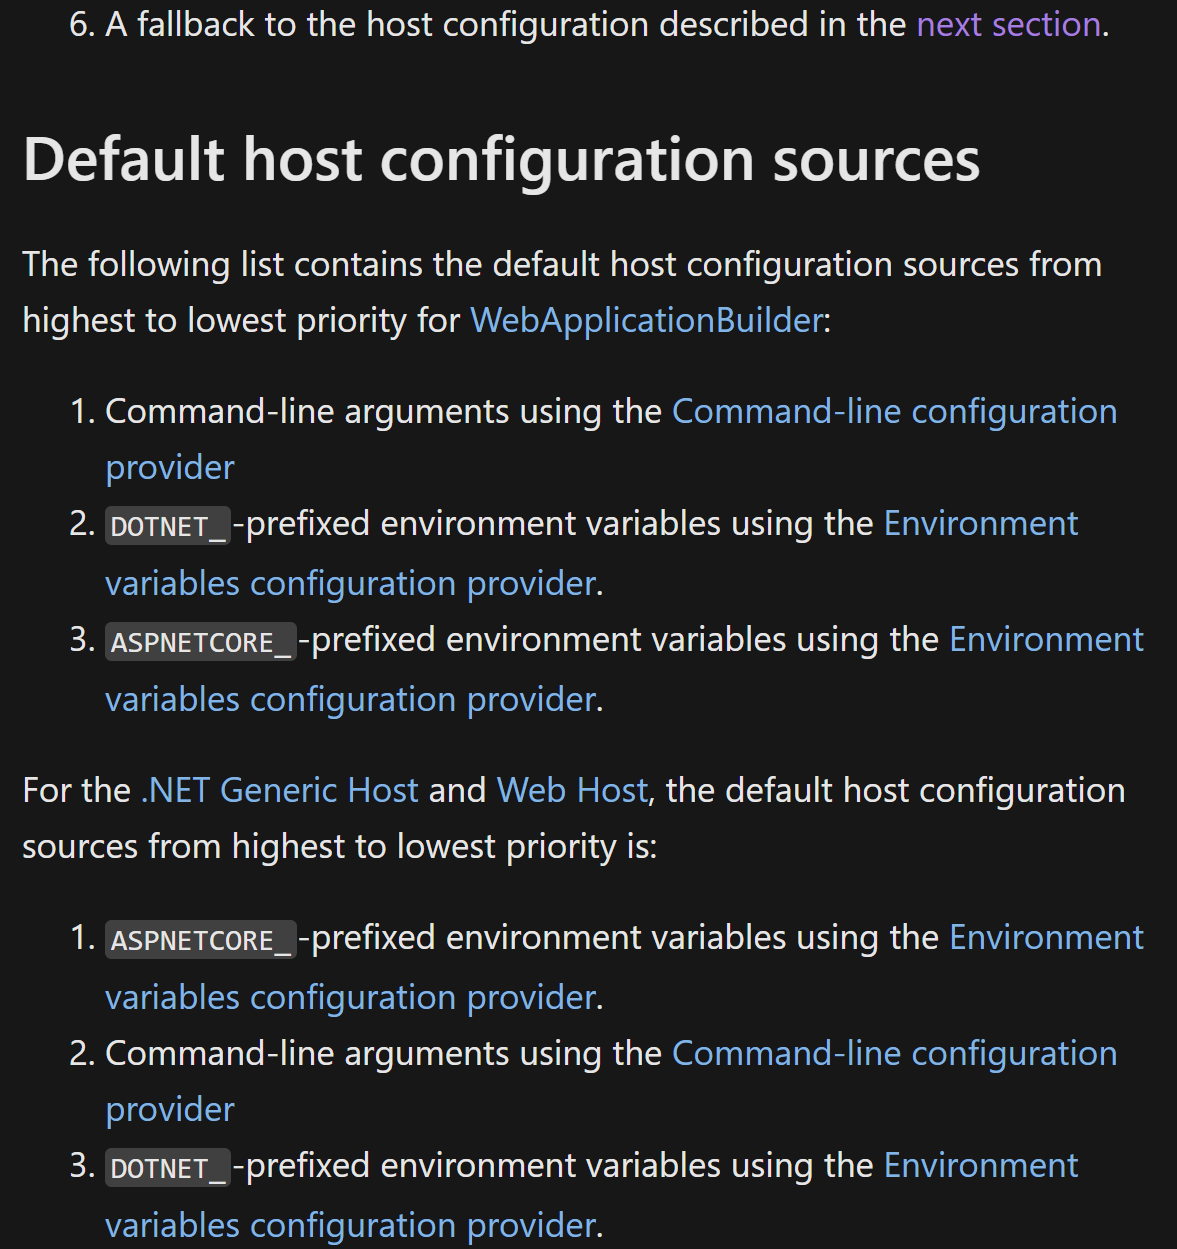 6. A fallback to the host configuration described in the next section.
Default host configuration sources
The following list contains the default host configuration sources from
highest to lowest priority for WebApplicationBuilder:
1. Command-line arguments using the Command-line configuration
provider
2. DOTNET_-prefixed environment variables using the Environment
variables configuration provider.
3. ASPNETCORE_-prefixed environment variables using the Environment
variables configuration provider.
For the .NET Generic Host and Web Host, the default host configuration
sources from highest to lowest priority is:
1. ASPNETCORE_-prefixed environment variables using the Environment
variables configuration provider.
2. Command-line arguments using the Command-line configuration
provider
3. DOTNET_-prefixed environment variables using the Environment
variables configuration provider.